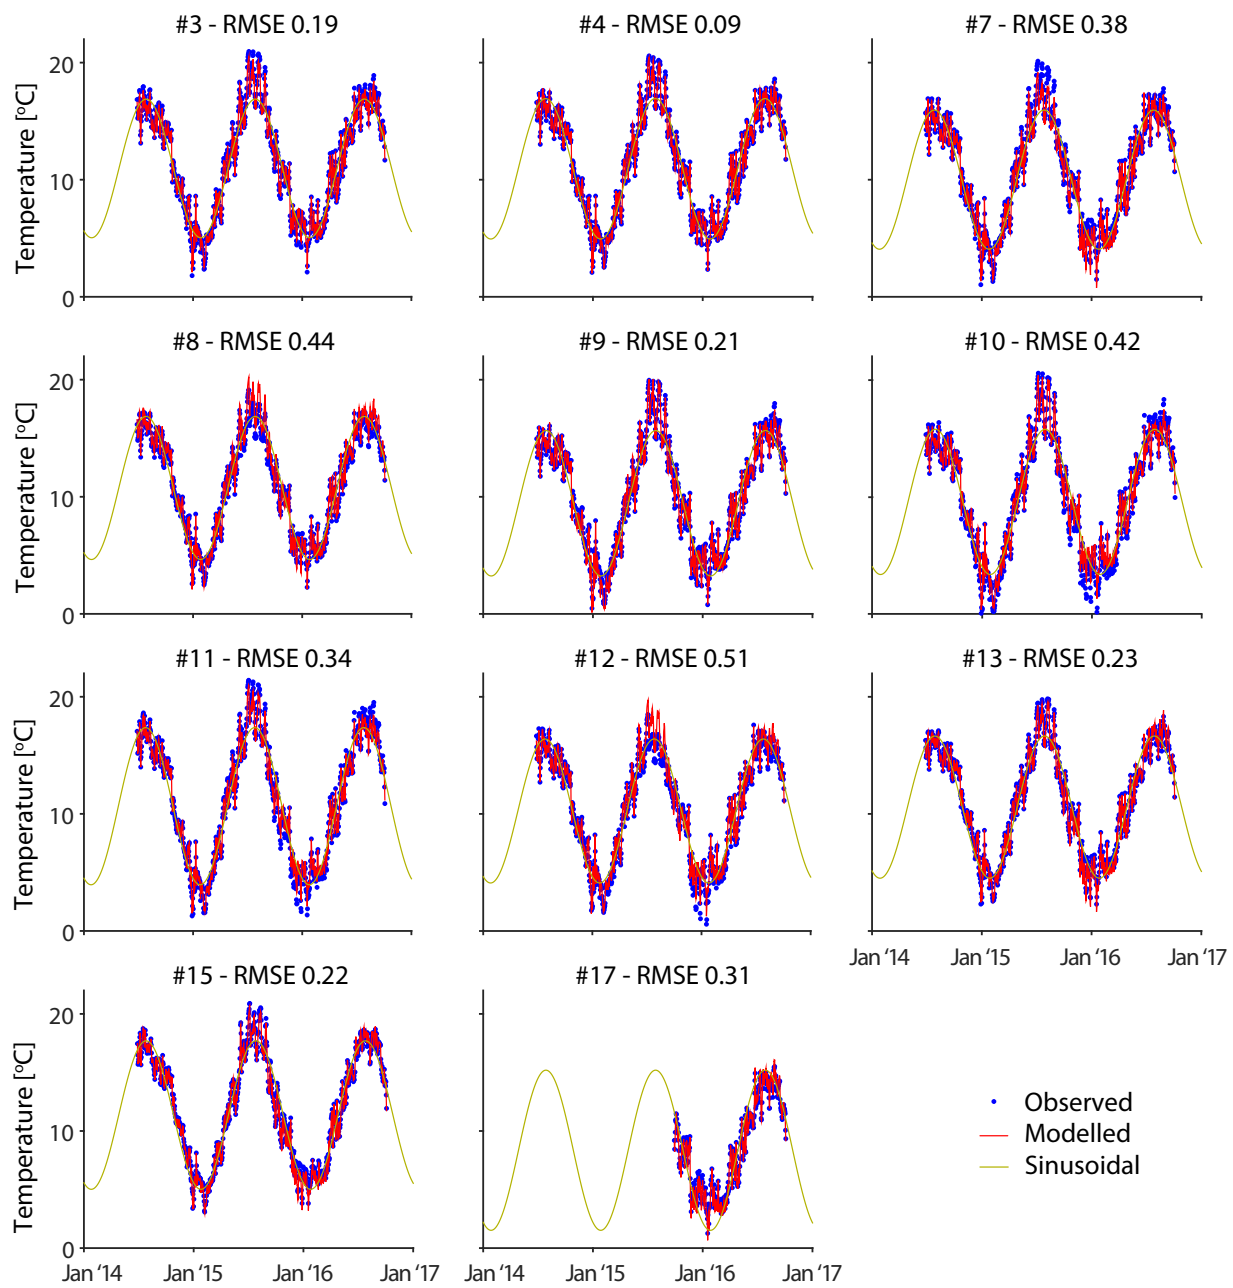 #3 - RMSE 0.19
#4 - RMSE 0.09
#7 - RMSE 0.38
Temperature [°C]
20
10
0
#8 - RMSE 0.44
#9 - RMSE 0.21
#10 - RMSE 0.42
Temperature [°C]
20
10
0
#11 - RMSE 0.34
#12 - RMSE 0.51
#13 - RMSE 0.23
Temperature [°C]
20
10
0
Jan ‘14 Jan ‘15 Jan ‘16 Jan ‘17
#15 - RMSE 0.22
#17 - RMSE 0.31
Temperature [°C]
20
10
0
Jan ‘14 Jan ‘15 Jan ‘16 Jan ‘17
Jan ‘14 Jan ‘15 Jan ‘16 Jan ‘17
Observed
Modelled
Sinusoidal